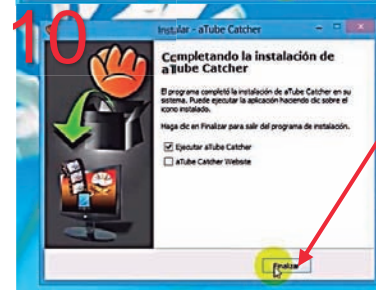 10
Instalar - aTube Catcher
Completando la instalación de
aTube Catcher
El programa completó la instalación de aTube Catcher en su
sistema. Puede ejecutar la aplicación haciendo clic sobre el
icono instalado.
Haga clic en Finalizar para salir del programa de instalación.
Ejecutar aTube Catcher
aTube Catcher Website
Finalizar